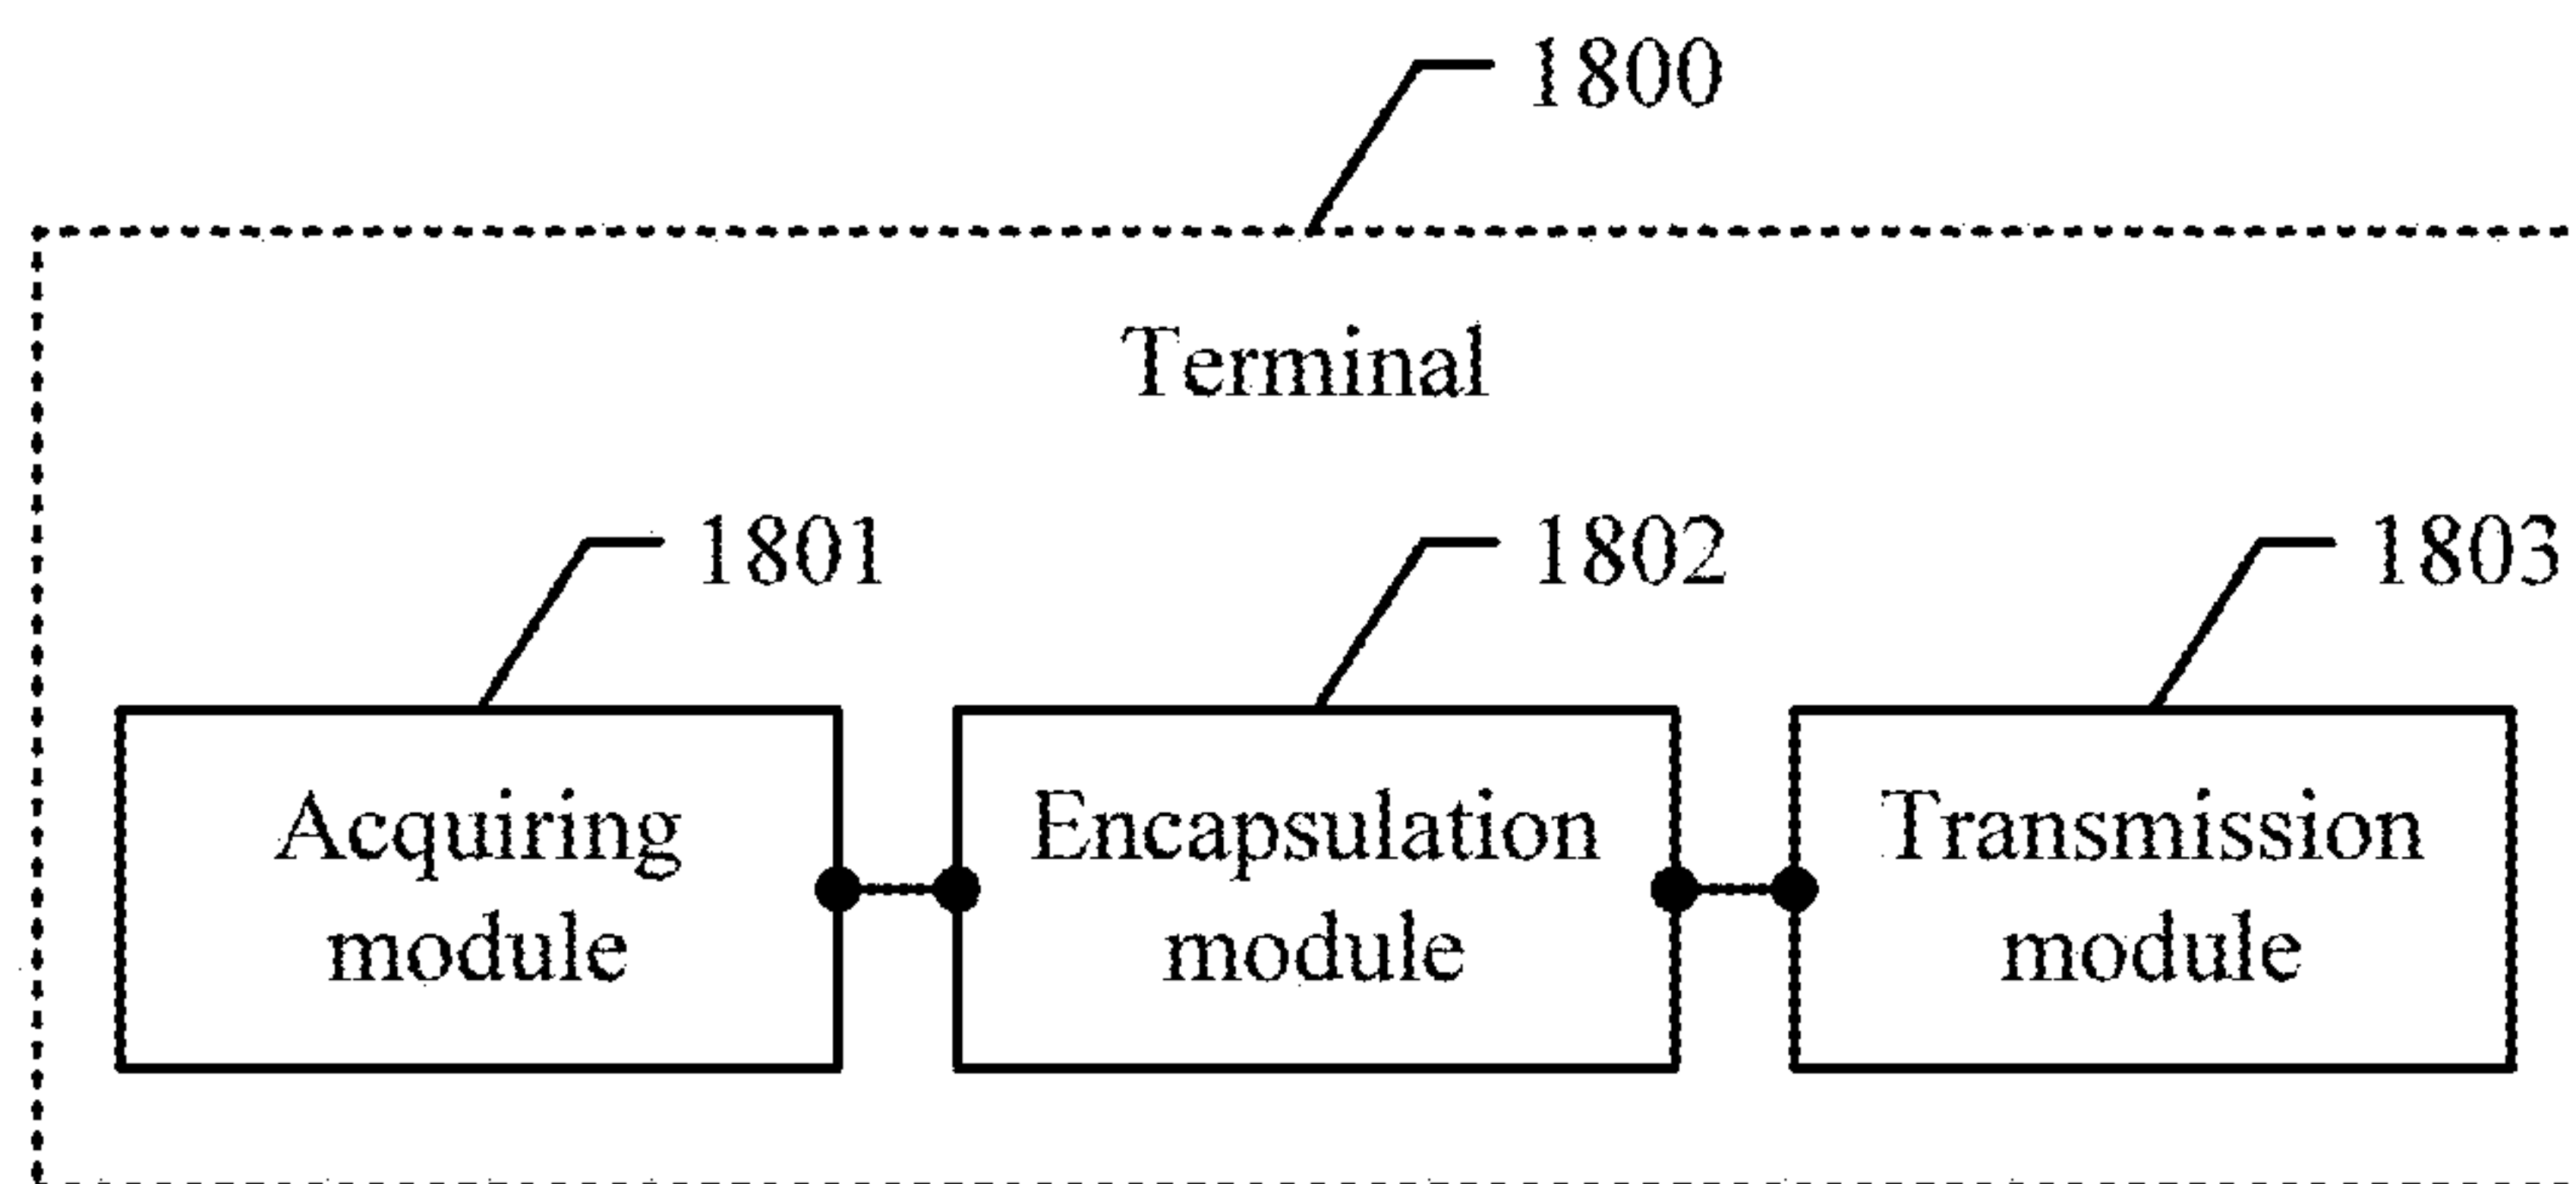 1800
Terminal
1801
1802
1803
Acquiring
module
Encapsulation
module
Transmission
module